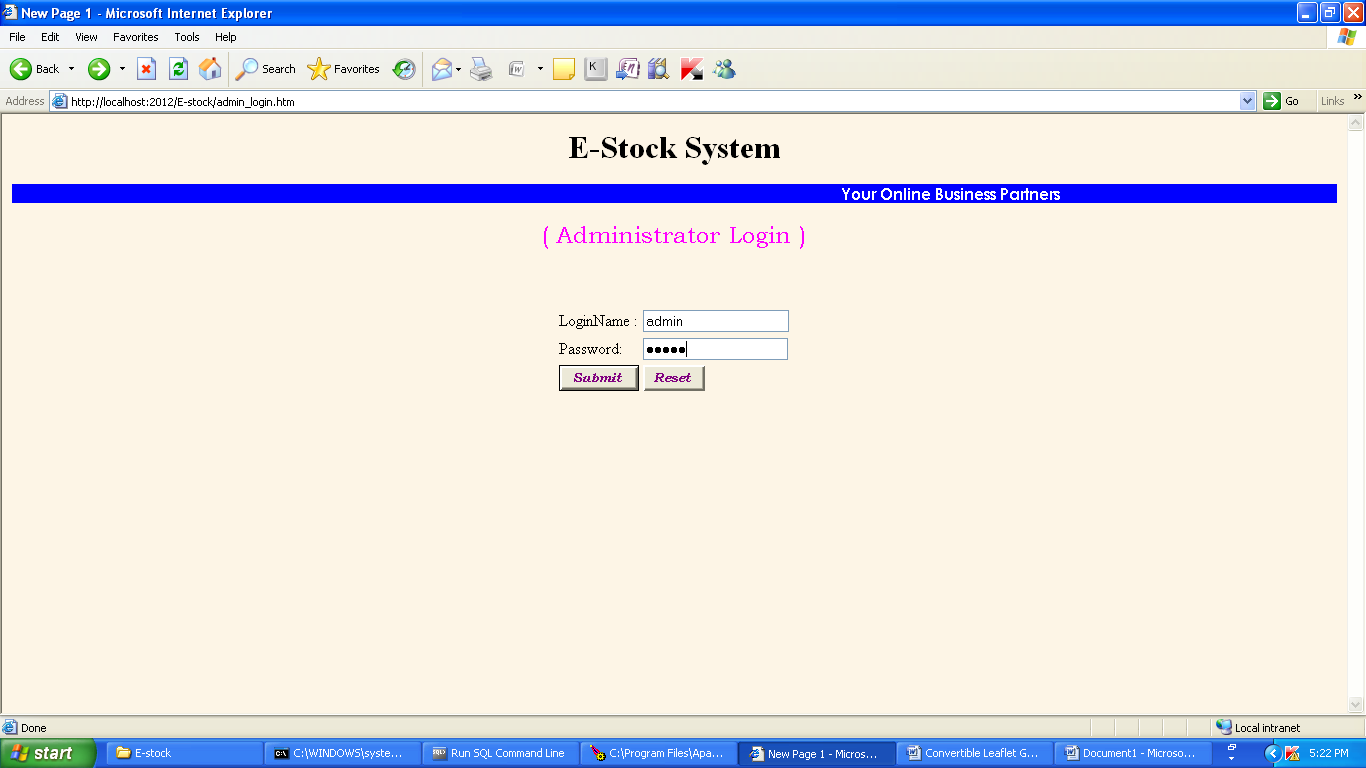 New Page 1 - Microsoft Internet Explorer
File Edit View Favorites Tools Help
Back Search Favorites
Address http://localhost:2012/E-stock/admin_login.htm Go Links »
E-Stock System
Your Online Business Partners
( Administrator Login )
LoginName : admin
Password: •••••
Submit Reset
Done Local intranet
start E-stock C:\WINDOWS\syste... Run SQL Command Line C:\Program Files\Apa... New Page 1 - Micros... Convertible Leaflet G... Document1 - Microso... 5:22 PM